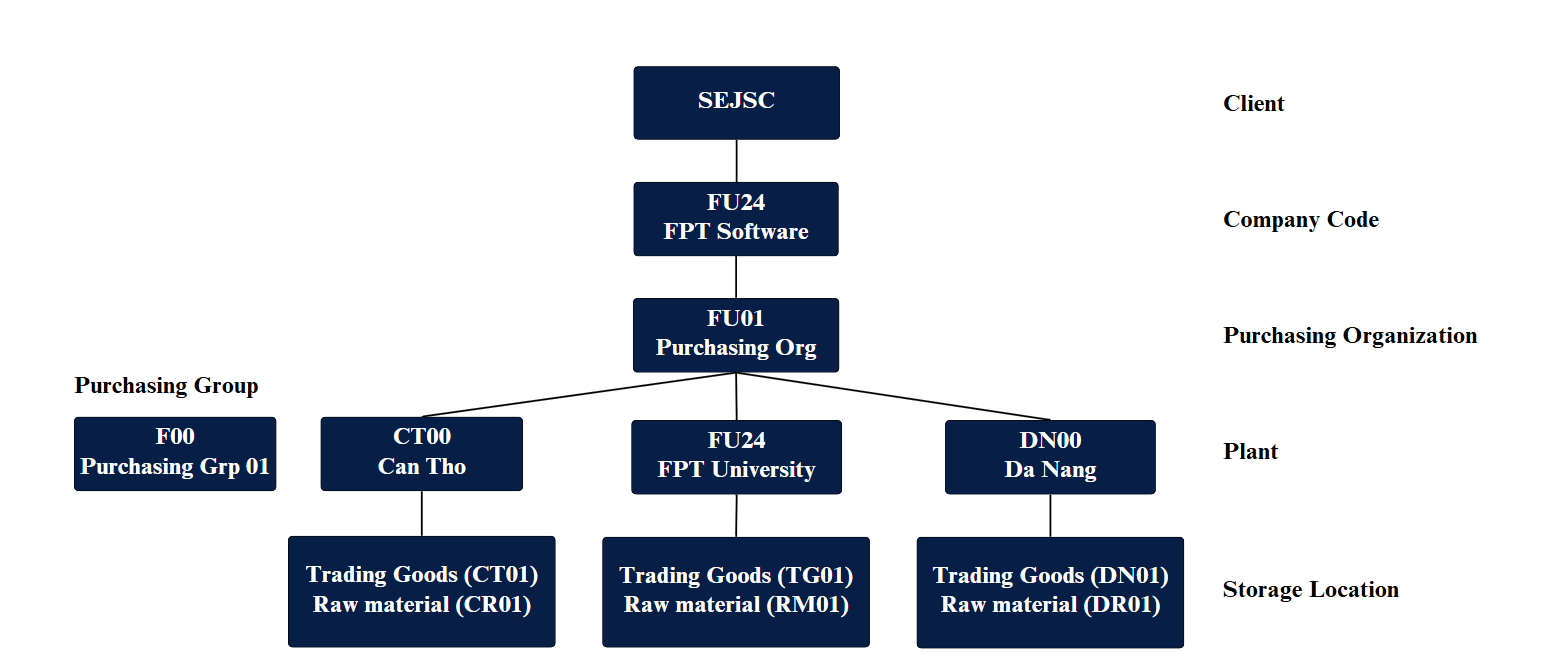 SEJSC
Client
FU24
FPT Software
Company Code
FU01
Purchasing Org
Purchasing Organization
Purchasing Group
F00
Purchasing Grp 01
CT00
Can Tho
FU24
FPT University
DN00
Da Nang
Plant
Trading Goods (CT01)
Raw material (CR01)
Trading Goods (TG01)
Raw material (RM01)
Trading Goods (DN01)
Raw material (DR01)
Storage Location